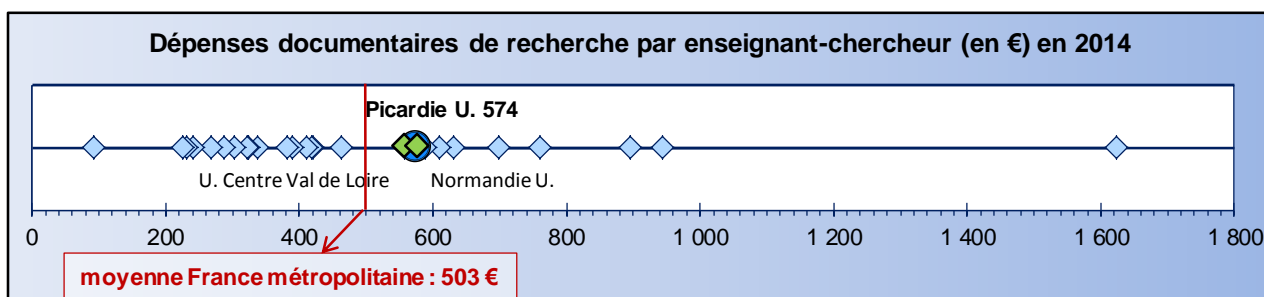 Dépenses documentaires de recherche par enseignant-chercheur (en €) en 2014
Picardie U. 574
U. Centre Val de Loire
Normandie U.
0 200 400 600 800 1 000 1 200 1 400 1 600 1 800
moyenne France métropolitaine : 503 €